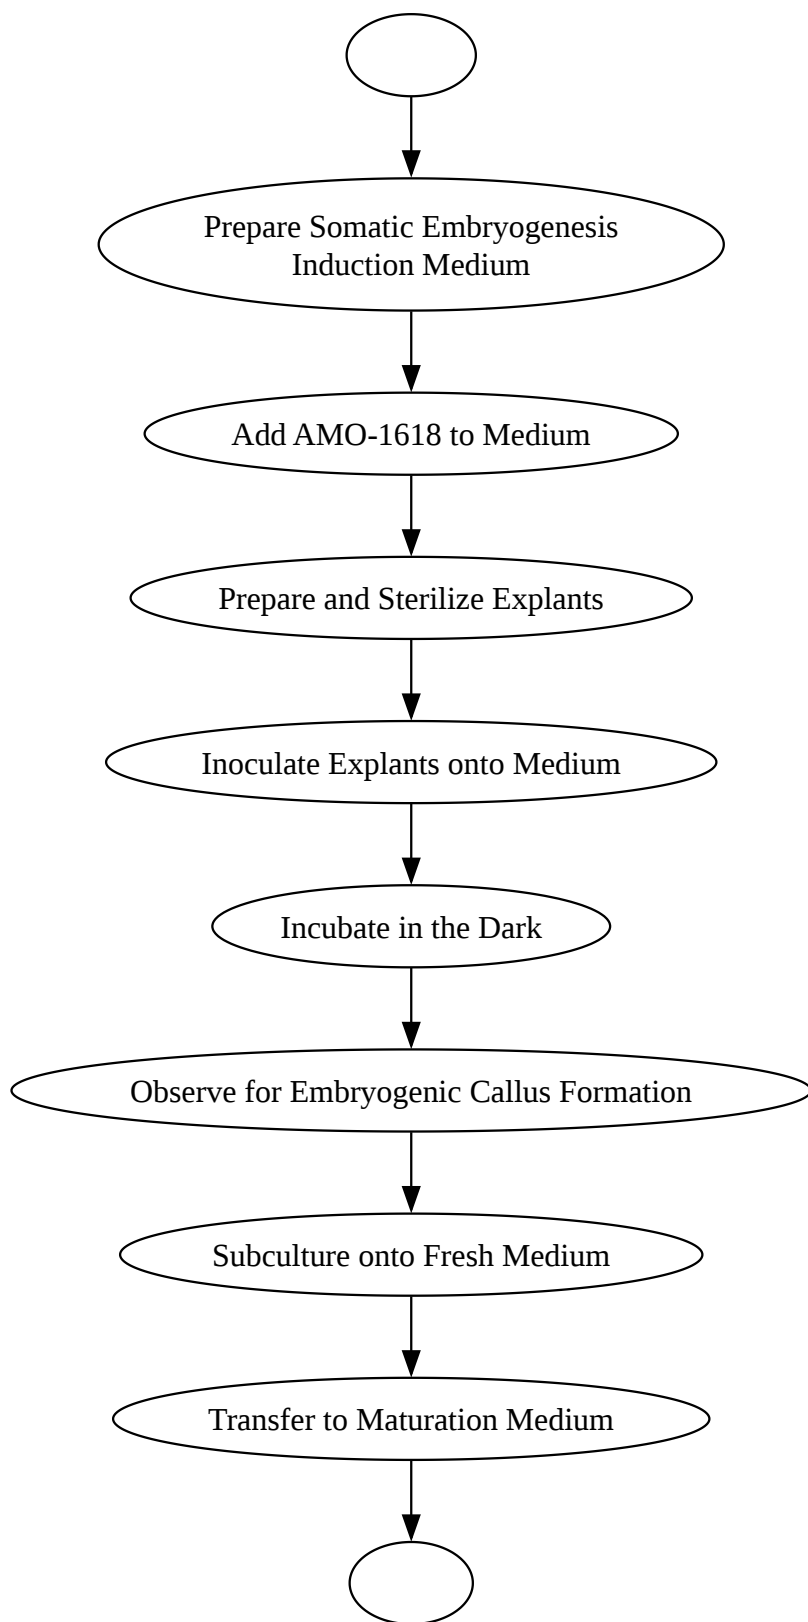 Prepare Somatic Embryogenesis
Induction Medium
Add AMO-1618 to Medium
Prepare and Sterilize Explants
Inoculate Explants onto Medium
Incubate in the Dark
Observe for Embryogenic Callus Formation
Subculture onto Fresh Medium
Transfer to Maturation Medium